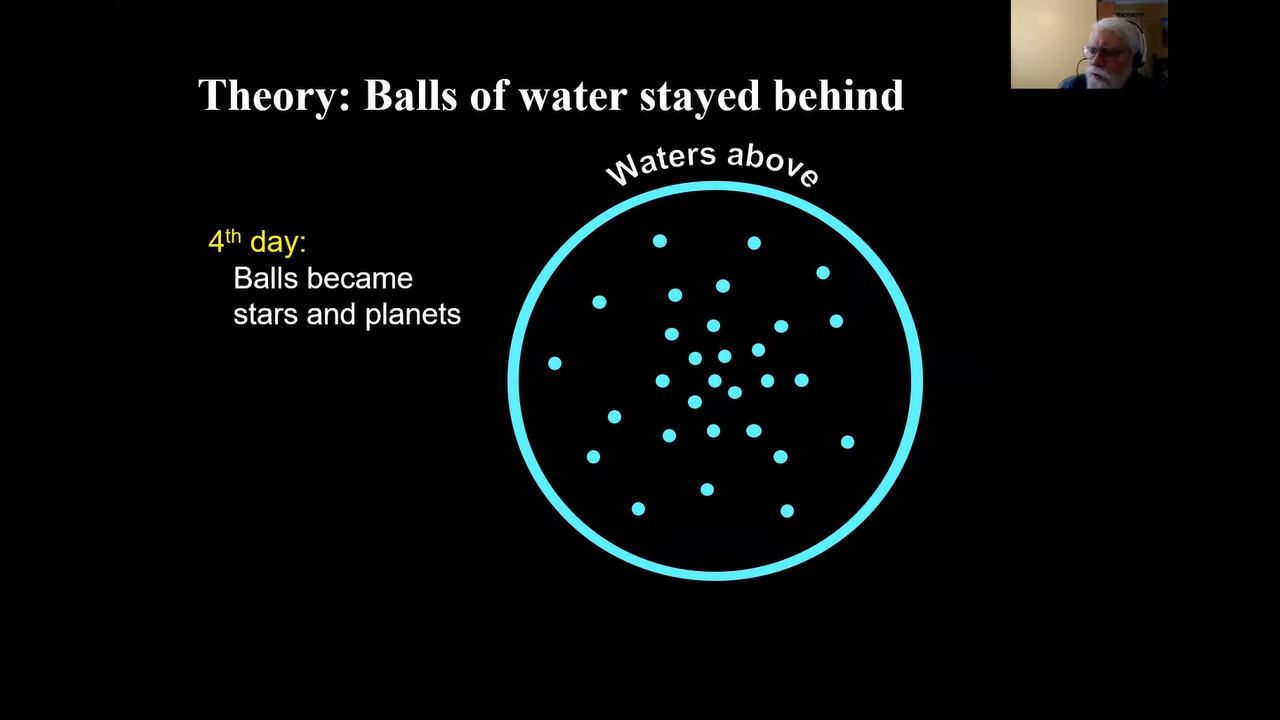 Theory: Balls of water stayed behind
Waters above
4th day:
Balls became
stars and planets